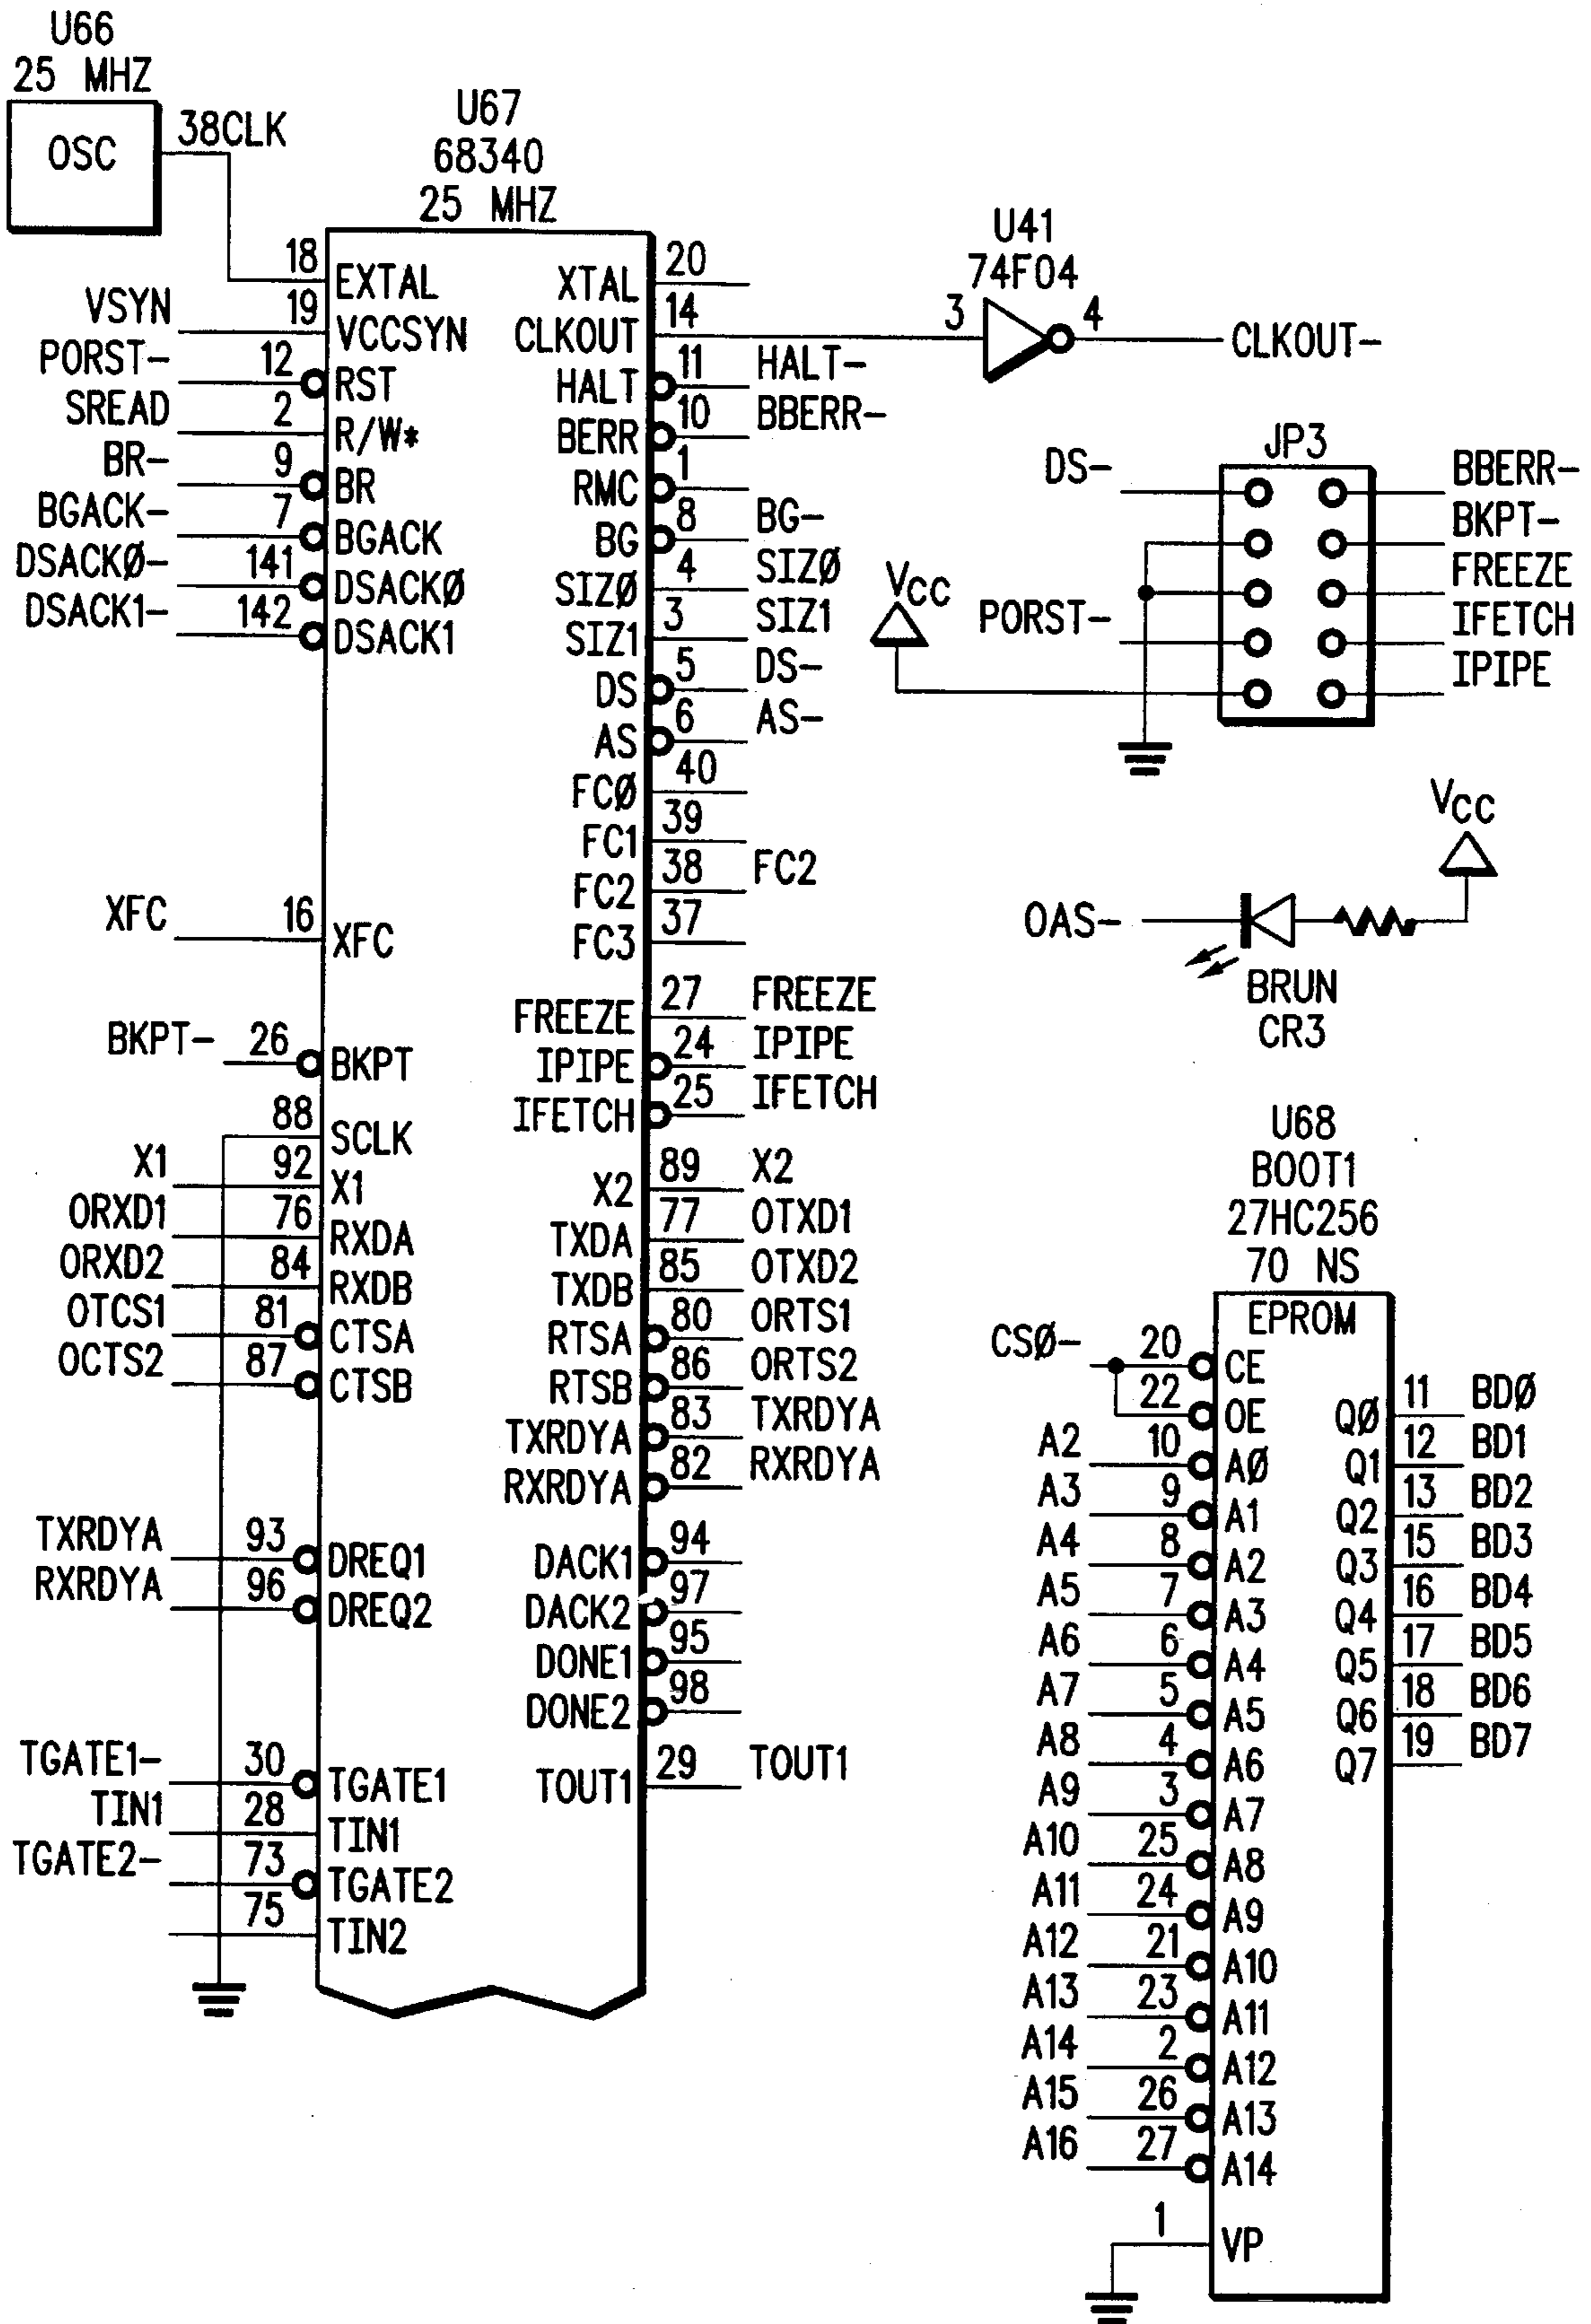 U66
25 MHZ
OSC
38CLK
U67
68340
25 MHZ
18 EXTAL
VSYN 19 VCCSYN
PORST- 12 RST
SREAD 2 R/W*
BR- 9 BR
BGACK- 7 BGACK
DSACKØ- 141 DSACKØ
DSACK1- 142 DSACK1
XFC 16 XFC
BKPT- 26 BKPT
88 SCLK
X1 92 X1
ORXD1 76 RXDA
ORXD2 84 RXDB
OTCS1 81 CTSA
OCTS2 87 CTSB
TXRDYA 93 DREQ1
RXRDYA 96 DREQ2
TGATE1- 30 TGATE1
TIN1 28 TIN1
TGATE2- 73 TGATE2
75 TIN2
XTAL 20
CLKOUT 14
HALT 11 HALT-
BERR 10 BBERR-
RMC 1
BG 8 BG-
SIZØ 4 SIZØ
SIZ1 3 SIZ1
DS 5 DS-
AS 6 AS-
FCØ 40
FC1 39
FC2 38 FC2
FC3 37
FREEZE 27 FREEZE
IPIPE 24 IPIPE
IFETCH 25 IFETCH
X2 89 X2
TXDA 77 OTXD1
TXDB 85 OTXD2
RTSA 80 ORTS1
RTSB 86 ORTS2
TXRDYA 83 TXRDYA
RXRDYA 82 RXRDYA
DACK1 94
DACK2 97
DONE1 95
DONE2 98
TOUT1 29 TOUT1
U41
74F04
3 4 CLKOUT-
JP3
DS- BBERR-
BKPT-
FREEZE
PORST- IFETCH
VCC IPIPE
VCC
OAS-
BRUN
CR3
U68
BOOT1
27HC256
70 NS
EPROM
CSØ- 20 CE
22 OE
A2 10 AØ
A3 9 A1
A4 8 A2
A5 7 A3
A6 6 A4
A7 5 A5
A8 4 A6
A9 3 A7
A10 25 A8
A11 24 A9
A12 21 A10
A13 23 A11
A14 2 A12
A15 26 A13
A16 27 A14
1 VP
QØ 11 BDØ
Q1 12 BD1
Q2 13 BD2
Q3 15 BD3
Q4 16 BD4
Q5 17 BD5
Q6 18 BD6
Q7 19 BD7